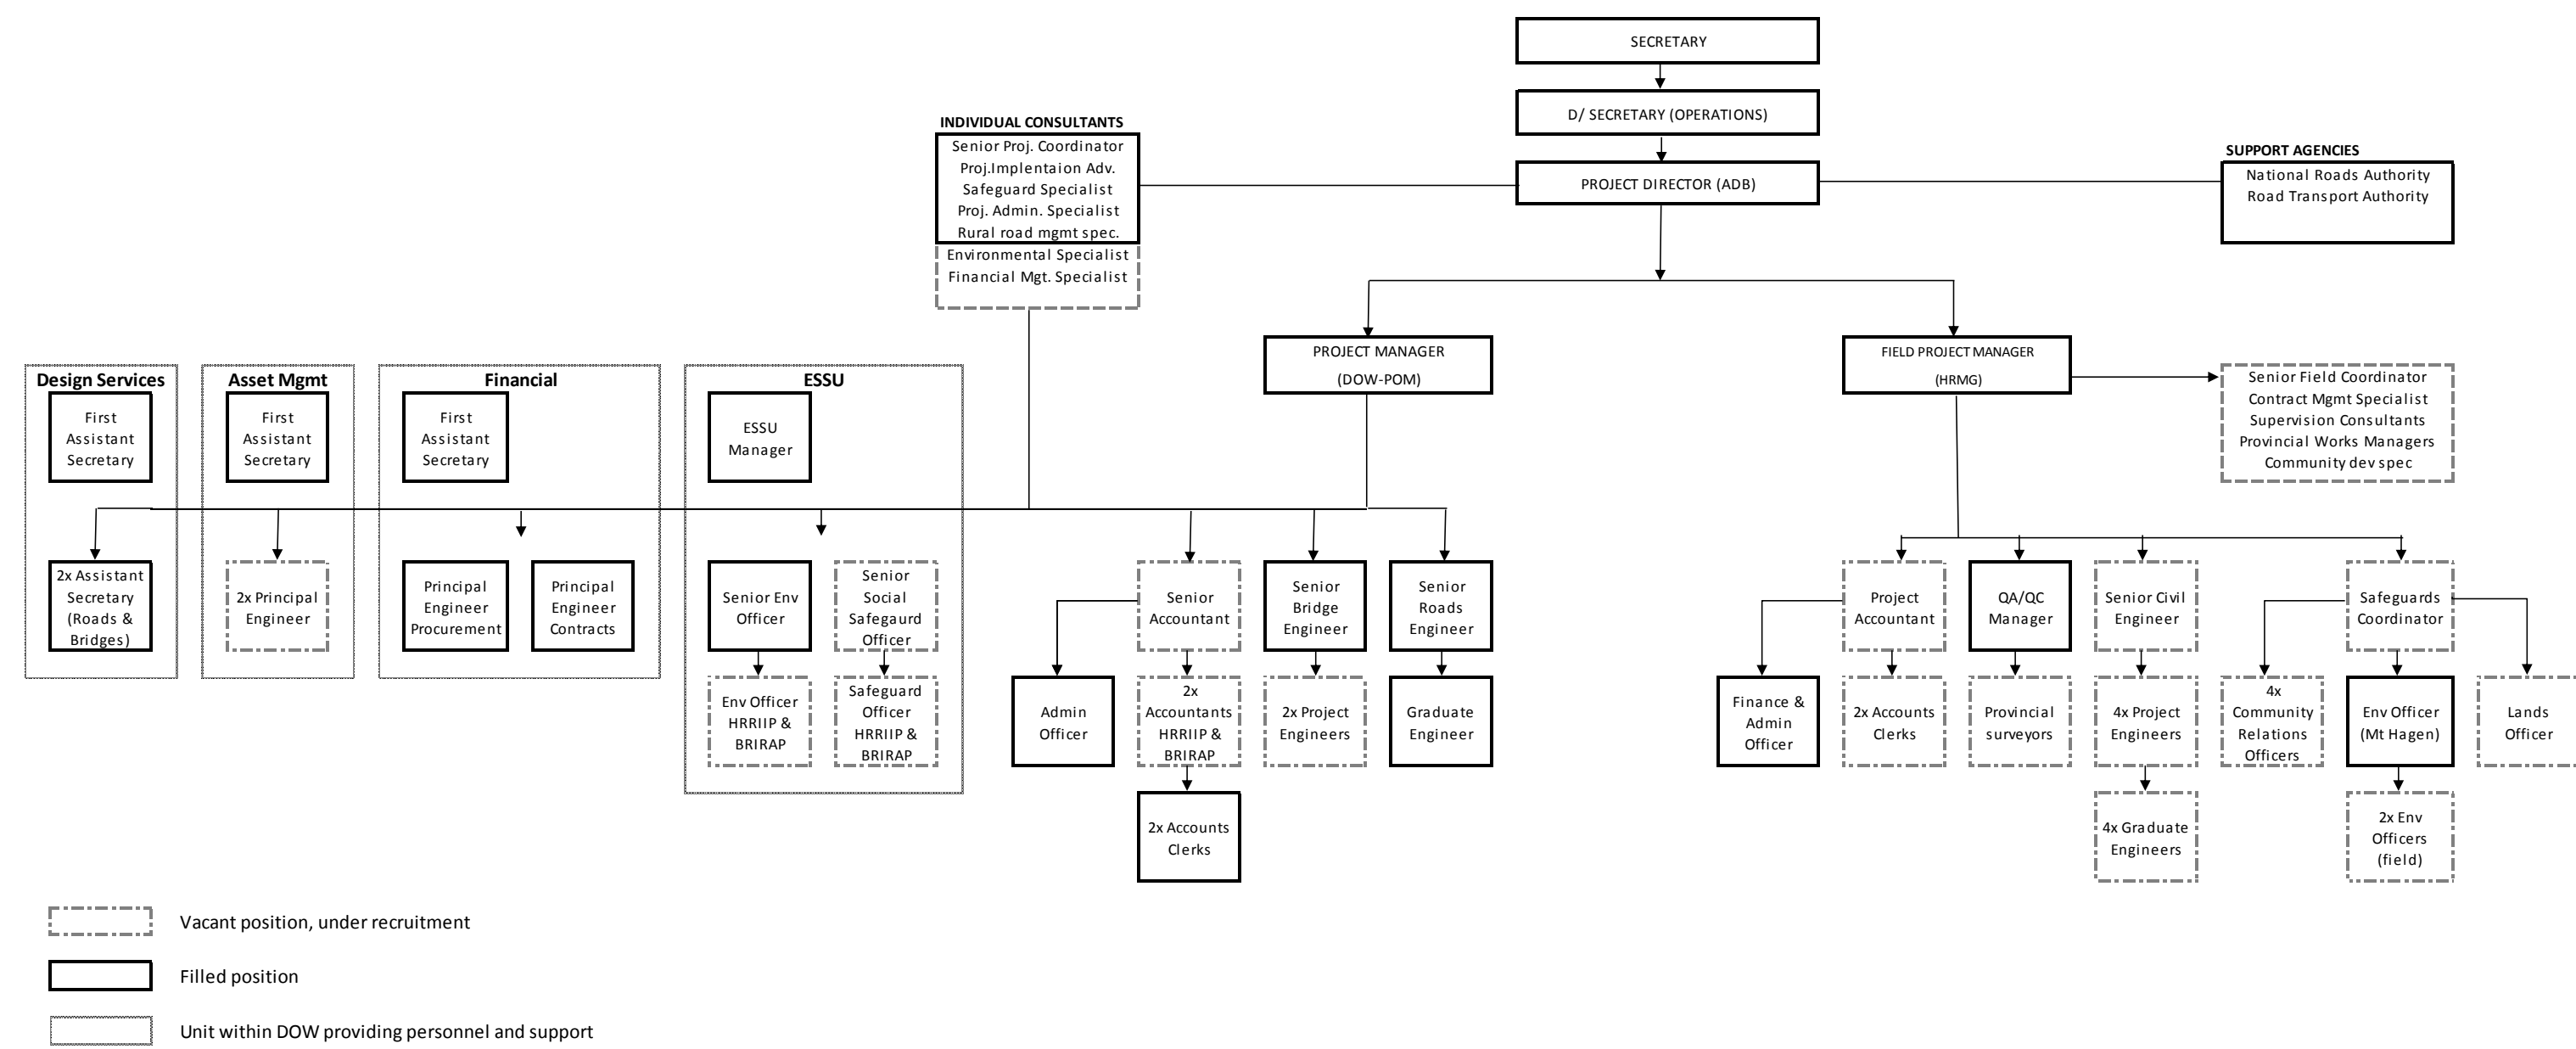 SECRETARY
D/ SECRETARY (OPERATIONS)
PROJECT DIRECTOR (ADB)
INDIVIDUAL CONSULTANTS
Senior Proj. Coordinator
Proj.Implentaion Adv.
Safeguard Specialist
Proj. Admin. Specialist
Rural road mgmt spec.
Environmental Specialist
Financial Mgt. Specialist
SUPPORT AGENCIES
National Roads Authority
Road Transport Authority
PROJECT MANAGER
(DOW-POM)
FIELD PROJECT MANAGER
(HRMG)
Senior Field Coordinator
Contract Mgmt Specialist
Supervision Consultants
Provincial Works Managers
Community dev spec
Design Services
First
Assistant
Secretary
Asset Mgmt
First
Assistant
Secretary
Financial
First
Assistant
Secretary
ESSU
ESSU
Manager
2x Assistant
Secretary
(Roads &
Bridges)
2x Principal
Engineer
Principal
Engineer
Procurement
Principal
Engineer
Contracts
Senior Env
Officer
Senior
Social
Safegaurd
Officer
Senior
Accountant
Senior
Bridge
Engineer
Senior
Roads
Engineer
Project
Accountant
QA/QC
Manager
Senior Civil
Engineer
Safeguards
Coordinator
Env Officer
HRRIIP &
BRIRAP
Safeguard
Officer
HRRIIP &
BRIRAP
Admin
Officer
2x
Accountants
HRRIIP &
BRIRAP
2x Project
Engineers
Graduate
Engineer
Finance &
Admin
Officer
2x Accounts
Clerks
Provincial
surveyors
4x Project
Engineers
4x
Community
Relations
Officers
Env Officer
(Mt Hagen)
Lands
Officer
2x Accounts
Clerks
4x Graduate
Engineers
2x Env
Officers
(field)
Vacant position, under recruitment
Filled position
Unit within DOW providing personnel and support